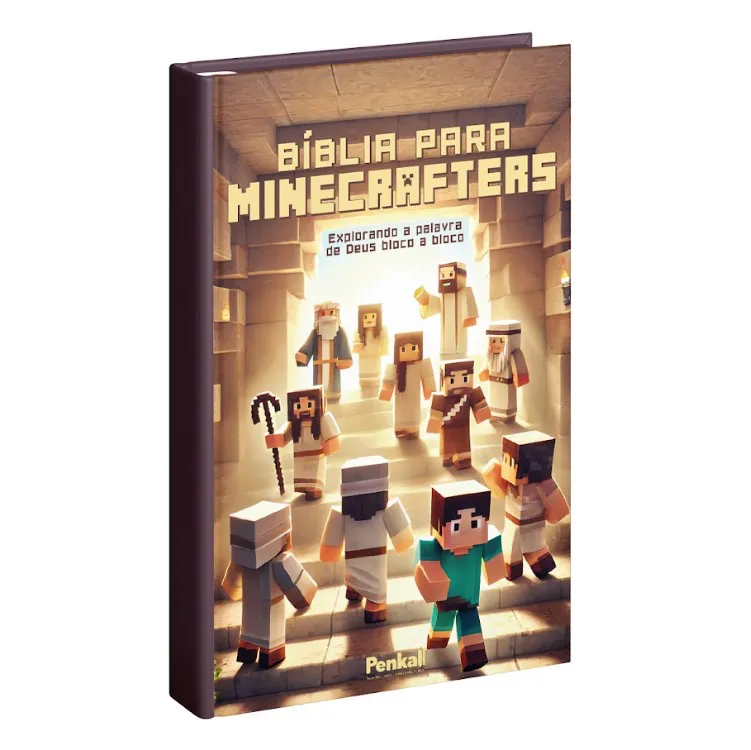 BÍBLIA PARA
MINECRAFTERS
Explorando a palavra
de Deus bloco a bloco
Penkal